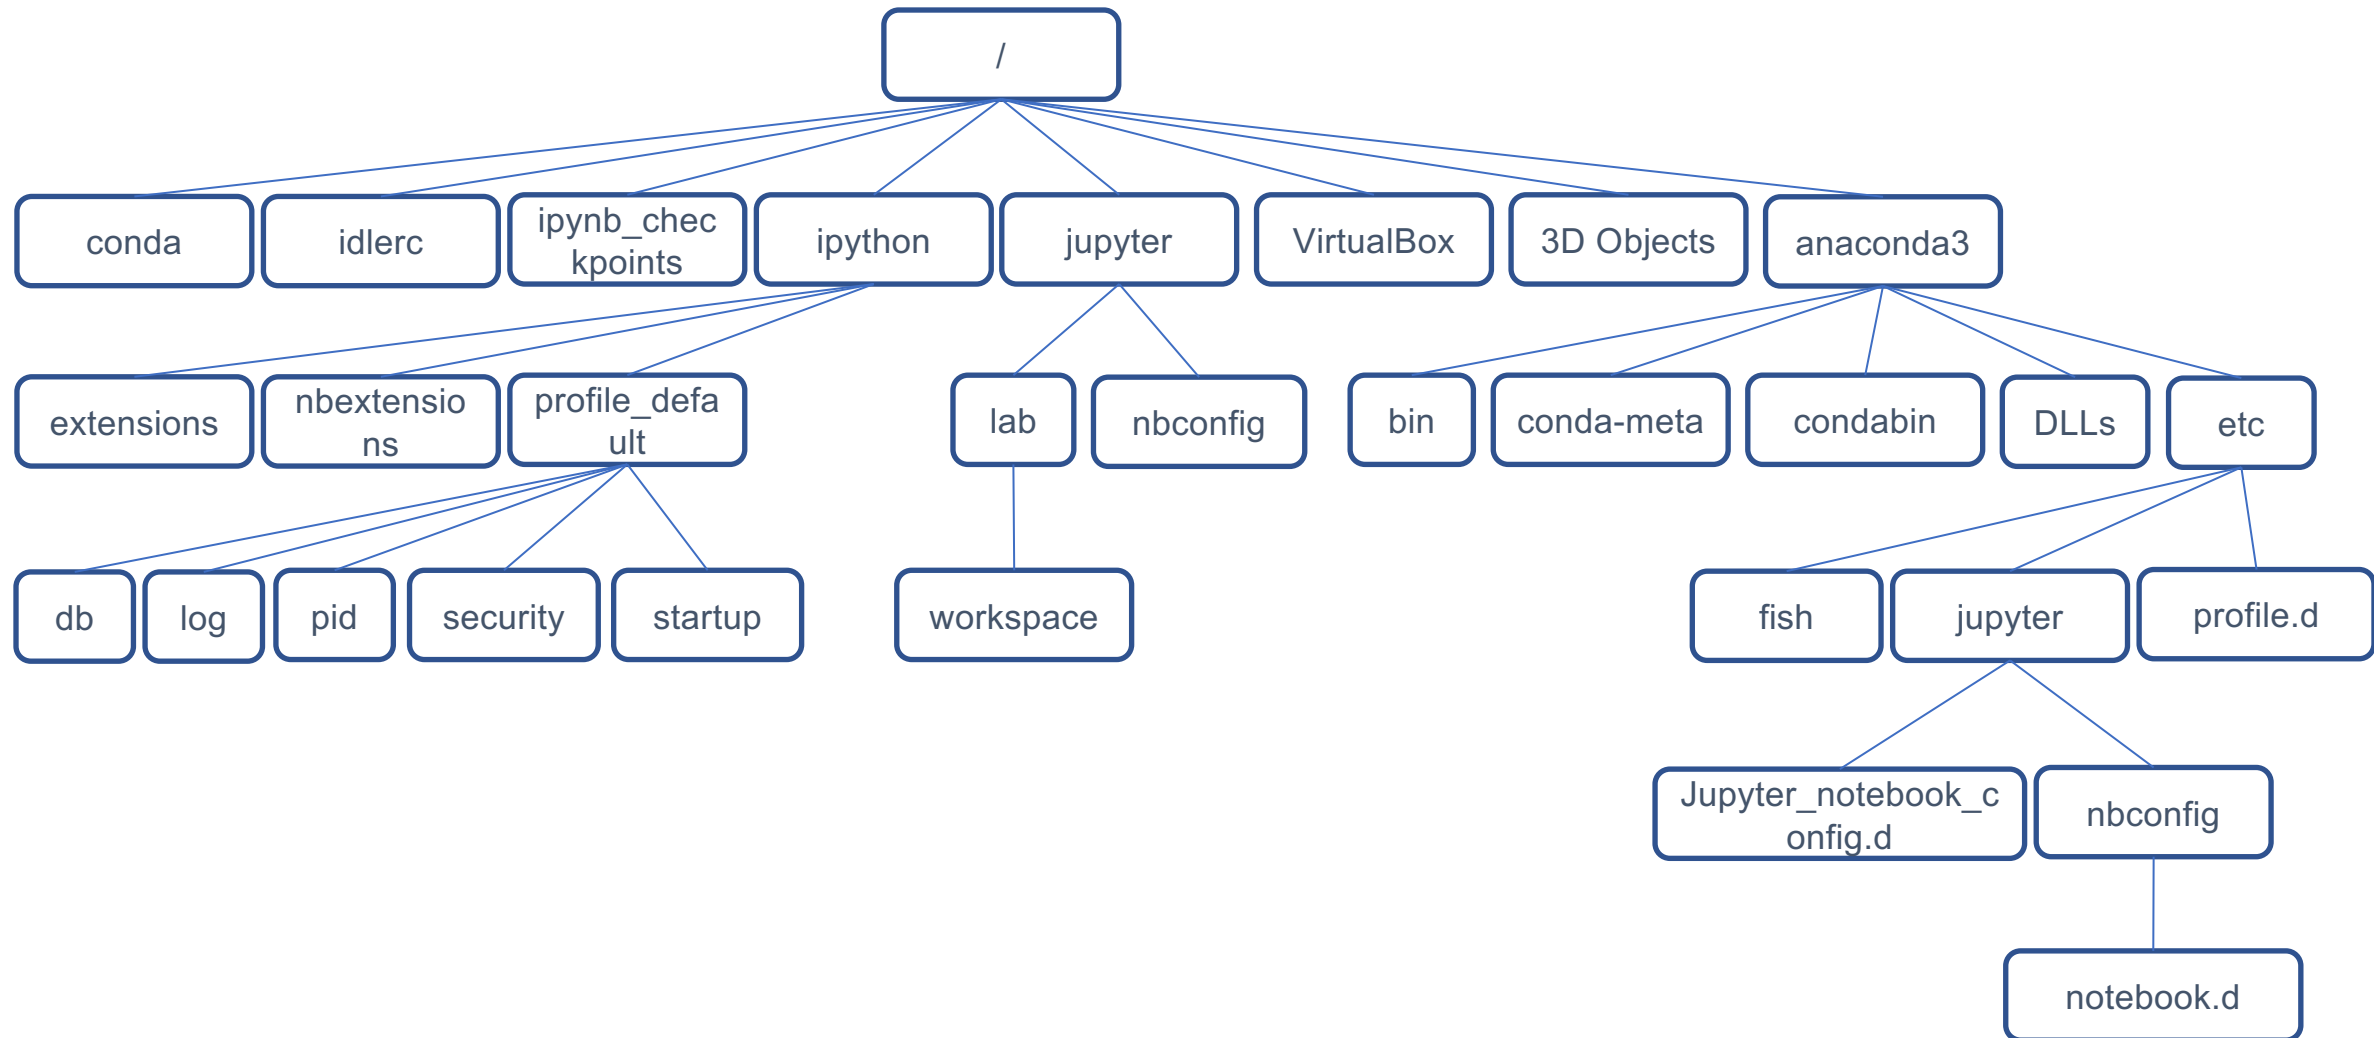 /
conda
idlerc
ipynb_chec
kpoints
ipython
jupyter
VirtualBox
3D Objects
anaconda3
extensions
nbextensio
ns
profile_defa
ult
lab
nbconfig
bin
conda-meta
condabin
DLLs
etc
db
log
pid
security
startup
workspace
fish
jupyter
profile.d
Jupyter_notebook_c
onfig.d
nbconfig
notebook.d